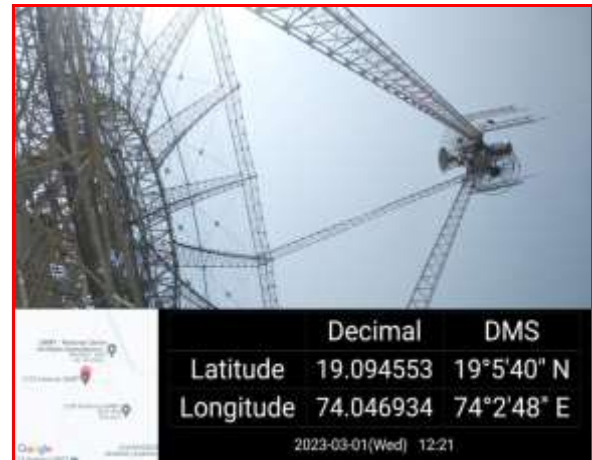 Decimal DMS
Latitude 19.094553 19°5'40" N
Longitude 74.046934 74°2'48" E
Google
2023-03-01(Wed) 12:21